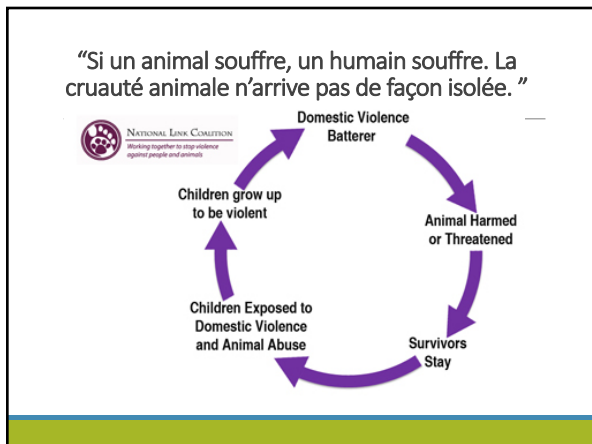 “Si un animal souffre, un humain souffre. La
cruauté animale n’arrive pas de façon isolée. ”
NATIONAL LINK COALITION
Working together to stop violence
against people and animals
Domestic Violence
Batterer
Animal Harmed
or Threatened
Survivors
Stay
Children Exposed to
Domestic Violence
and Animal Abuse
Children grow up
to be violent